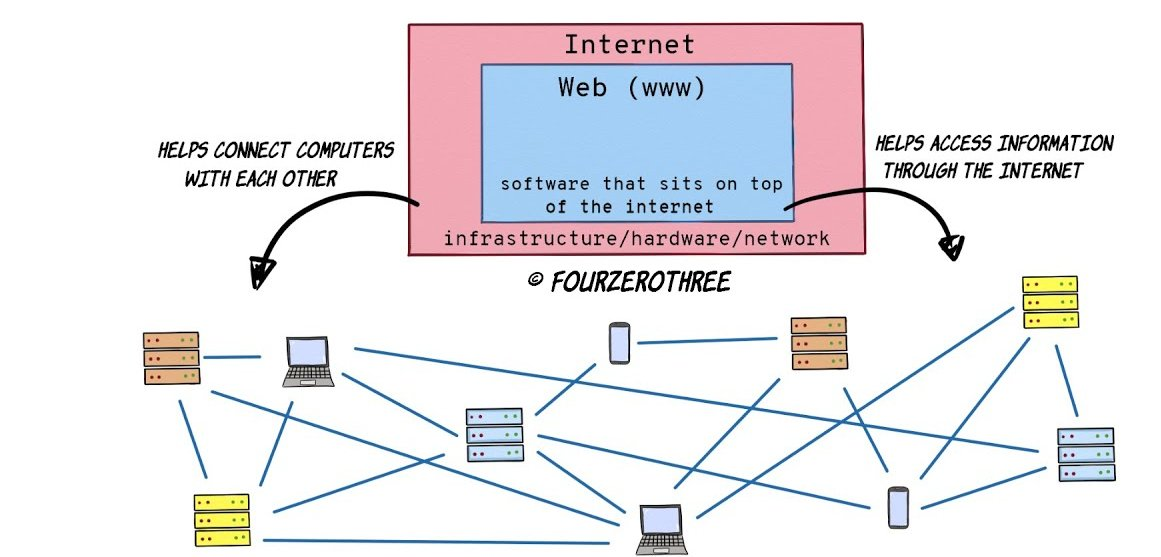 Internet
Web (www)
HELPS CONNECT COMPUTERS
WITH EACH OTHER
HELPS ACCESS INFORMATION
THROUGH THE INTERNET
software that sits on top
of the internet
infrastructure/hardware/network
© FOURZEROTHREE